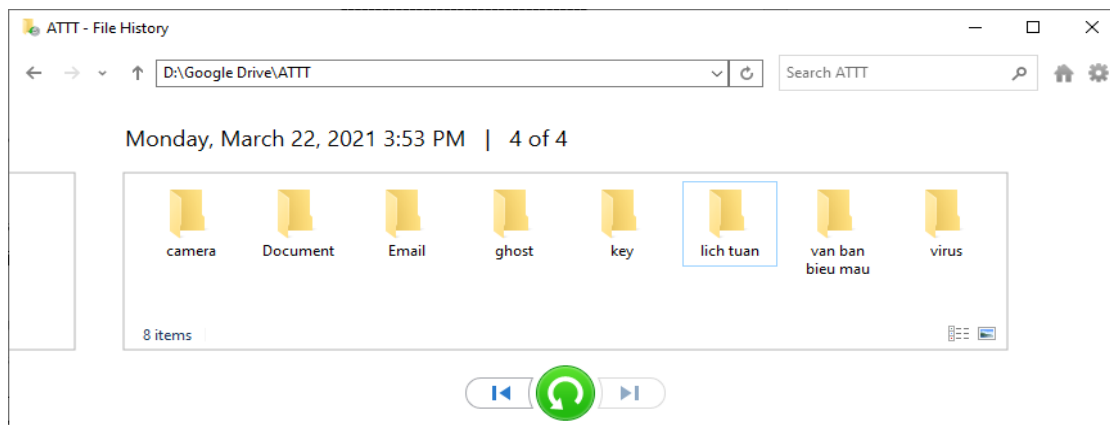 ATTT - File History
D:\Google Drive\ATTT
Search ATTT
Monday, March 22, 2021 3:53 PM | 4 of 4
camera
Document
Email
ghost
key
lich tuan
van ban
bieu mau
virus
8 items